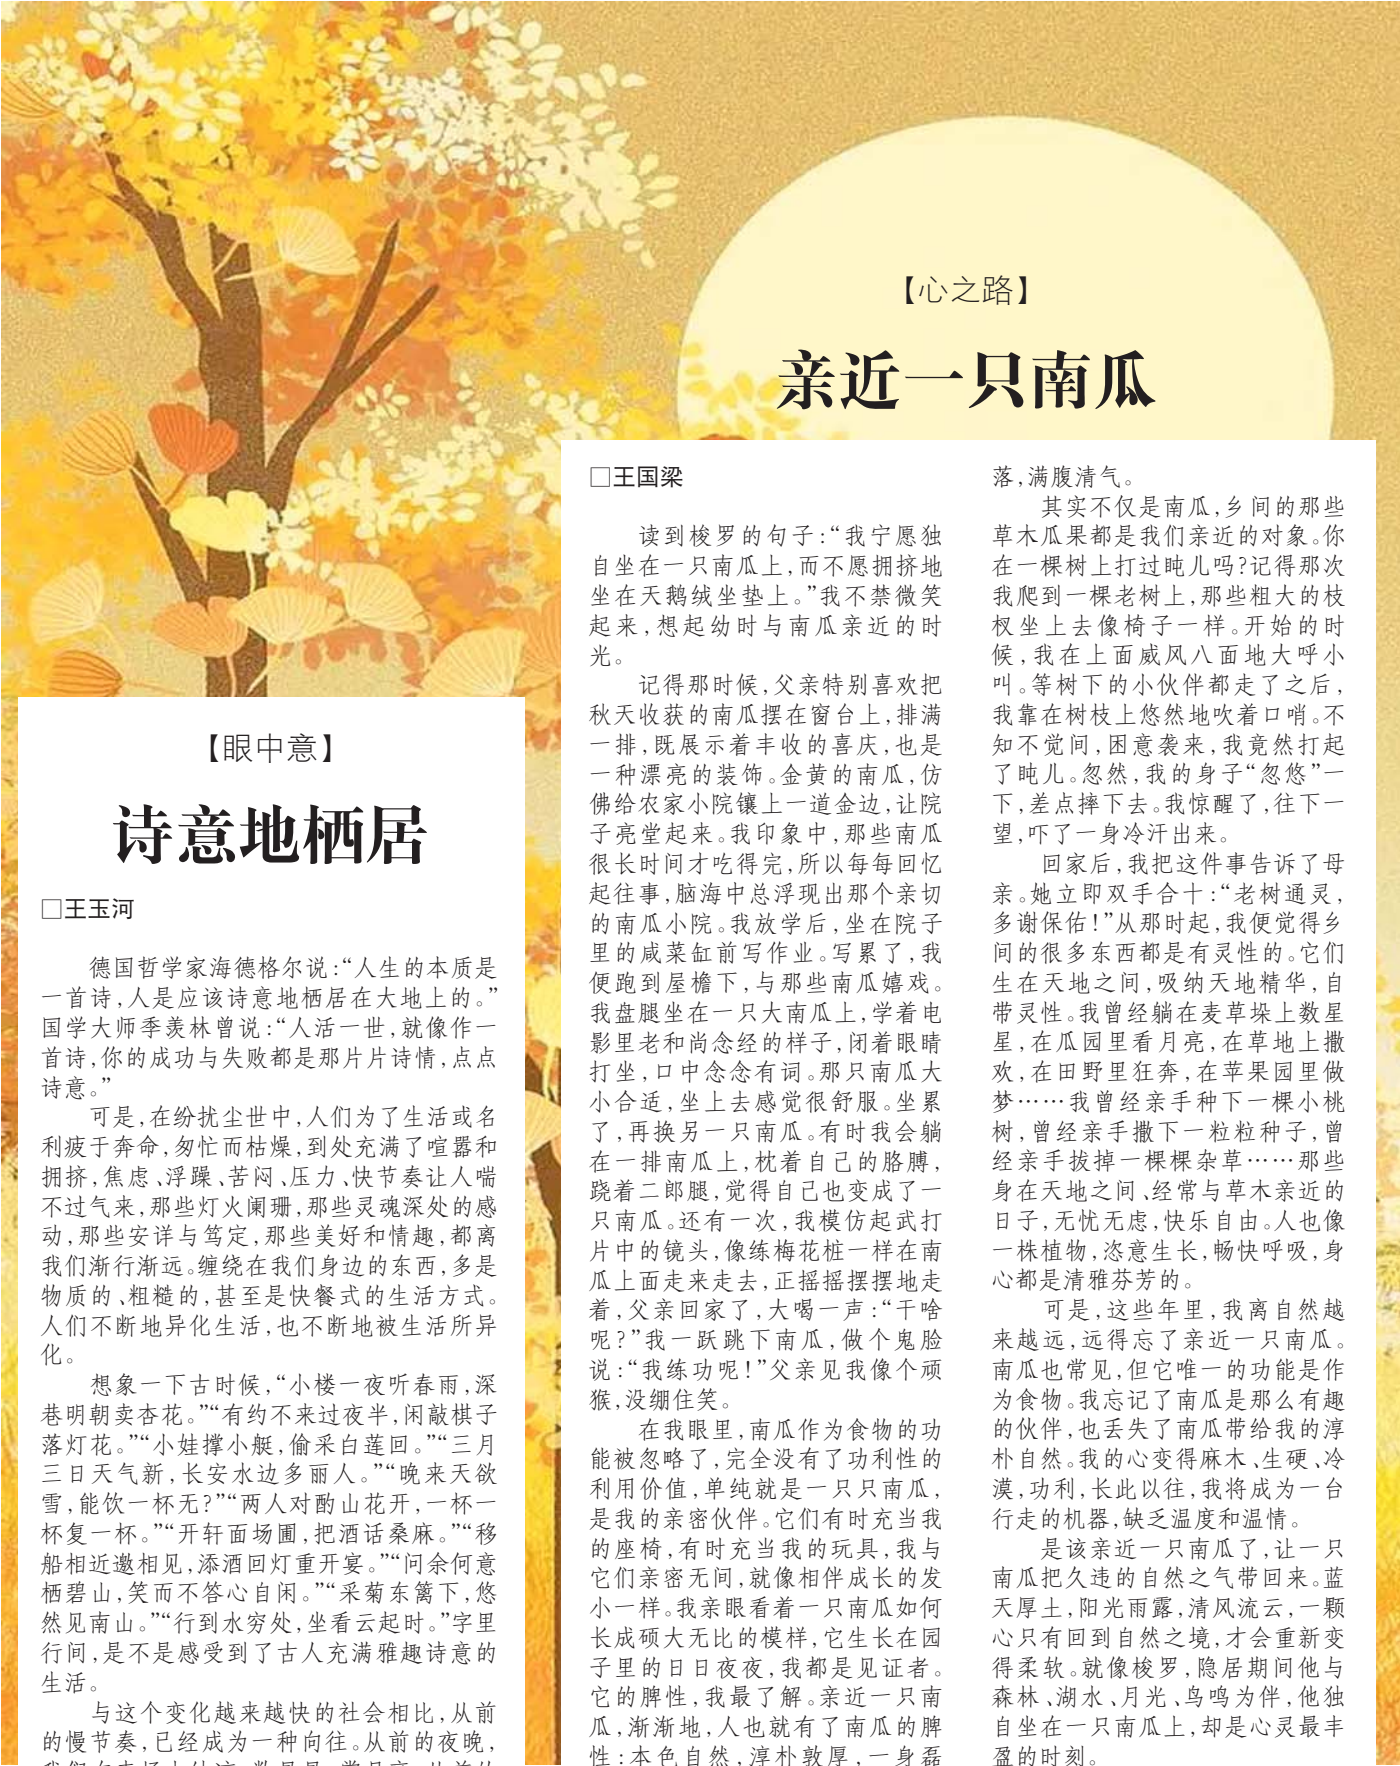 【眼中意】
诗意地栖居
□王玉河
德国哲学家海德格尔说：“人生的本质是
一首诗，人是应该诗意地栖居在大地上的。”
国学大师季羡林曾说：“人活一世，就像作一
首诗，你的成功与失败都是那片片诗情，点点
诗意。”
可是，在纷扰尘世中，人们为了生活或名
利疲于奔命，匆忙而枯燥，到处充满了喧嚣和
拥挤，焦虑、浮躁、苦闷、压力、快节奏让人喘
不过气来，那些灯火阑珊，那些灵魂深处的感
动，那些安详与笃定，那些美好和情趣，都离
我们渐行渐远。缠绕在我们身边的东西，多是
物质的、粗糙的，甚至是快餐式的生活方式。
人们不断地异化生活，也不断地被生活所异
化。
想象一下古时候，“小楼一夜听春雨，深
巷明朝卖杏花。”“有约不来过夜半，闲敲棋子
落灯花。”“小娃撑小艇，偷采白莲回。”“三月
三日天气新，长安水边多丽人。”“晚来天欲
雪，能饮一杯无？”“两人对酌山花开，一杯一
杯复一杯。”“开轩面场圃，把酒话桑麻。”“移
船相近邀相见，添酒回灯重开宴。”“问余何意
栖碧山，笑而不答心自闲。”“采菊东篱下，悠
然见南山。”“行到水穷处，坐看云起时。”字里
行间，是不是感受到了古人充满雅趣诗意的
生活。
与这个变化越来越快的社会相比，从前
的慢节奏，已经成为一种向往。从前的夜晚，
【心之路】
亲近一只南瓜
□王国梁
读到梭罗的句子：“我宁愿独
自坐在一只南瓜上，而不愿拥挤地
坐在天鹅绒坐垫上。”我不禁微笑
起来，想起幼时与南瓜亲近的时
光。
记得那时候，父亲特别喜欢把
秋天收获的南瓜摆在窗台上，排满
一排，既展示着丰收的喜庆，也是
一种漂亮的装饰。金黄的南瓜，仿
佛给农家小院镶上一道金边，让院
子亮堂起来。我印象中，那些南瓜
很长时间才吃得完，所以每每回忆
起往事，脑海中总浮现出那个亲切
的南瓜小院。我放学后，坐在院子
里的咸菜缸前写作业。写累了，我
便跑到屋檐下，与那些南瓜嬉戏。
我盘腿坐在一只大南瓜上，学着电
影里老和尚念经的样子，闭着眼睛
打坐，口中念念有词。那只南瓜大
小合适，坐上去感觉很舒服。坐累
了，再换另一只南瓜。有时我会躺
在一排南瓜上，枕着自己的胳膊，
跷着二郎腿，觉得自己也变成了一
只南瓜。还有一次，我模仿起武打
片中的镜头，像练梅花桩一样在南
瓜上面走来走去，正摇摇摆摆地走
着，父亲回家了，大喝一声：“干啥
呢？”我一跃跳下南瓜，做个鬼脸
说：“我练功呢！”父亲见我像个顽
猴，没绷住笑。
在我眼里，南瓜作为食物的功
能被忽略了，完全没有了功利性的
利用价值，单纯就是一只只南瓜，
是我的亲密伙伴。它们有时充当我
的座椅，有时充当我的玩具，我与
它们亲密无间，就像相伴成长的发
小一样。我亲眼看着一只南瓜如何
长成硕大无比的模样，它生长在园
子里的日日夜夜，我都是见证者。
它的脾性，我最了解。亲近一只南
瓜，渐渐地，人也就有了南瓜的脾
性：本色自然，淳朴敦厚，一身磊
落，满腹清气。
其实不仅是南瓜，乡间的那些
草木瓜果都是我们亲近的对象。你
在一棵树上打过盹儿吗？记得那次
我爬到一棵老树上，那些粗大的枝
杈坐上去像椅子一样。开始的时
候，我在上面威风八面地大呼小
叫。等树下的小伙伴都走了之后，
我靠在树枝上悠然地吹着口哨。不
知不觉间，困意袭来，我竟然打起
了盹儿。忽然，我的身子“忽悠”一
下，差点摔下去。我惊醒了，往下一
望，吓了一身冷汗出来。
回家后，我把这件事告诉了母
亲。她立即双手合十：“老树通灵，
多谢保佑！”从那时起，我便觉得乡
间的很多东西都是有灵性的。它们
生在天地之间，吸纳天地精华，自
带灵性。我曾经躺在麦草垛上数星
星，在瓜园里看月亮，在草地上撒
欢，在田野里狂奔，在苹果园里做
梦……我曾经亲手种下一棵小桃
树，曾经亲手撒下一粒粒种子，曾
经亲手拔掉一棵棵杂草……那些
身在天地之间、经常与草木亲近的
日子，无忧无虑，快乐自由。人也像
一株植物，恣意生长，畅快呼吸，身
心都是清雅芬芳的。
可是，这些年里，我离自然越
来越远，远得忘了亲近一只南瓜。
南瓜也常见，但它唯一的功能是作
为食物。我忘记了南瓜是那么有趣
的伙伴，也丢失了南瓜带给我的淳
朴自然。我的心变得麻木、生硬、冷
漠，功利，长此以往，我将成为一台
行走的机器，缺乏温度和温情。
是该亲近一只南瓜了，让一只
南瓜把久违的自然之气带回来。蓝
天厚土，阳光雨露，清风流云，一颗
心只有回到自然之境，才会重新变
得柔软。就像梭罗，隐居期间他与
森林、湖水、月光、鸟鸣为伴，他独
自坐在一只南瓜上，却是心灵最丰
盈的时刻。